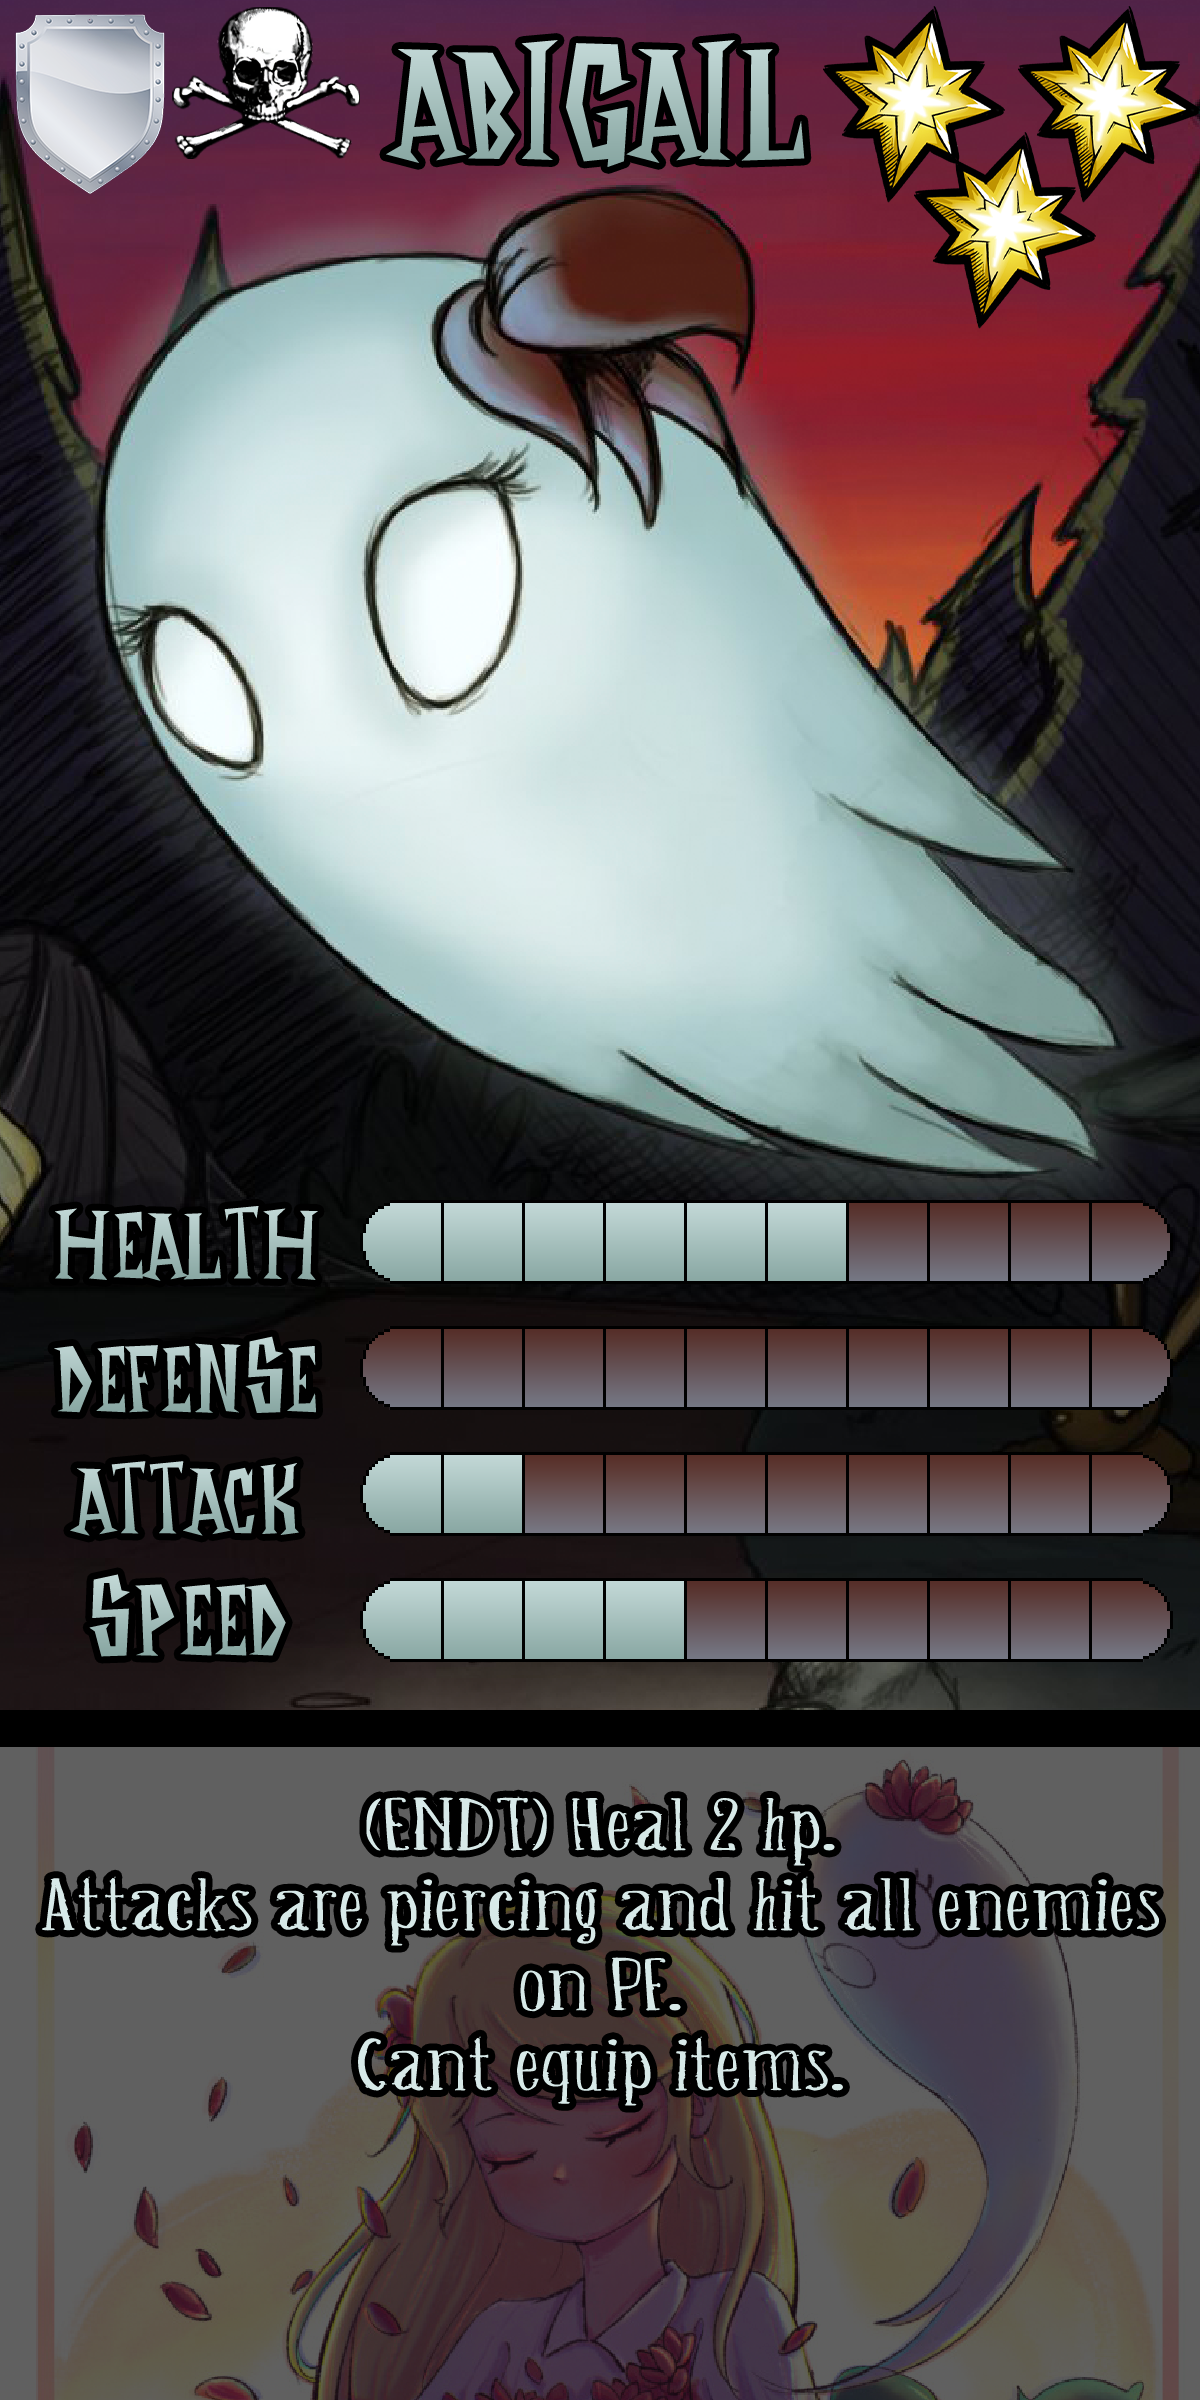 ABIGAIL
HEALTH
DEFENSE
ATTACK
SPEED
(ENDT) Heal 2 hp.
Attacks are piercing and hit all enemies
on PF.
Cant equip items.